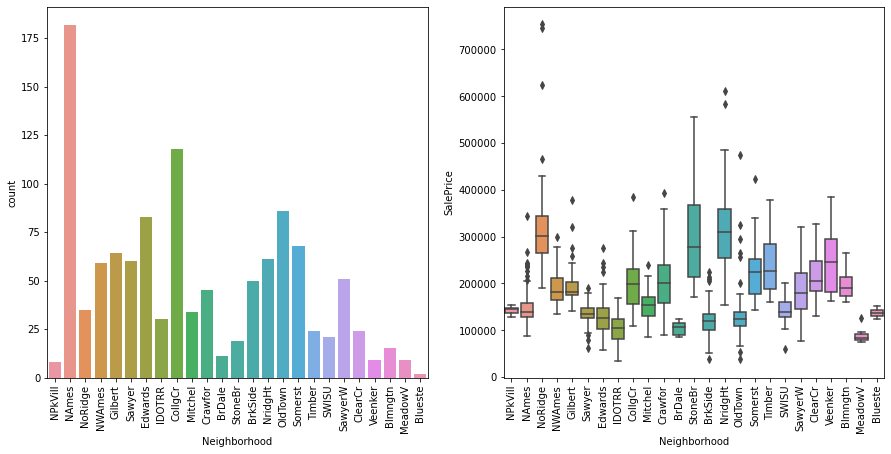 175
150
125
100
75
50
25
0
count
NPkVill NAmes NoRidge NWAmes Gilbert Sawyer Edwards IDOTRR CollgCr Mitchel Crawfor BrDale StoneBr BrkSide NridgHt OldTown Somerst Timber SWISU SawyerW ClearCr Veenker Blmngtn MeadowV Blueste
Neighborhood
700000
600000
500000
400000
300000
200000
100000
0
SalePrice
NPkVill NAmes NoRidge NWAmes Gilbert Sawyer Edwards IDOTRR CollgCr Mitchel Crawfor BrDale StoneBr BrkSide NridgHt OldTown Somerst Timber SWISU SawyerW ClearCr Veenker Blmngtn MeadowV Blueste
Neighborhood